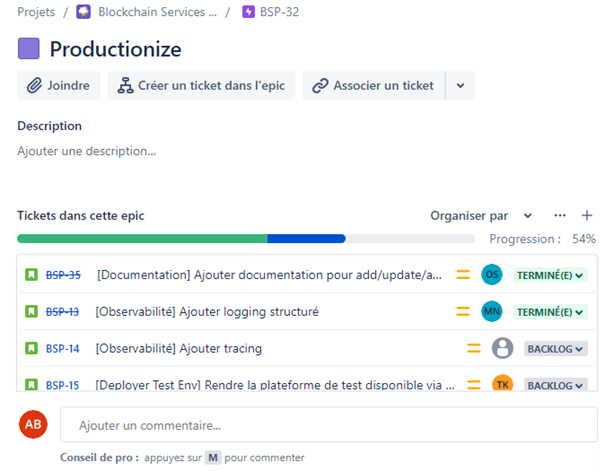 Projets / Blockchain Services ... / BSP-32
Productionize
Joindre Créer un ticket dans l'epic Associer un ticket
Description
Ajouter une description...
Tickets dans cette epic Organiser par
Progression : 54%
BSP-35 [Documentation] Ajouter documentation pour add/update/a... OS TERMINÉ(E)
BSP-13 [Observabilité] Ajouter logging structuré MN TERMINÉ(E)
BSP-14 [Observabilité] Ajouter tracing BACKLOG
BSP-15 [Deployer Test Env] Rendre la plateforme de test disponible via ... TK BACKLOG
AB Ajouter un commentaire...
Conseil de pro : appuyez sur M pour commenter